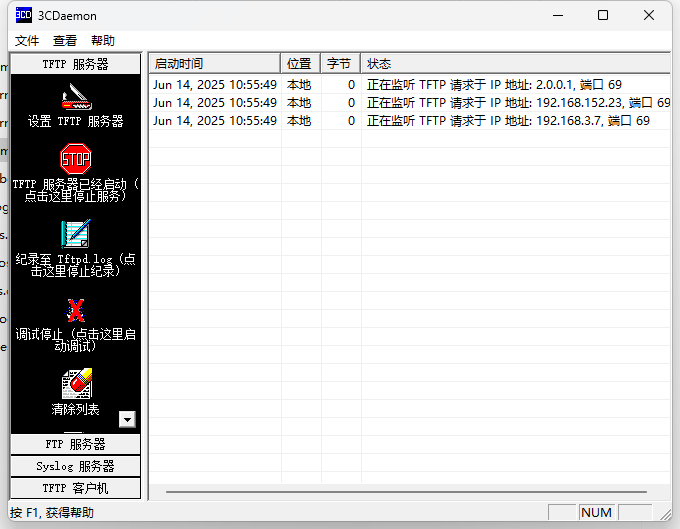 3CDaemon
文件 查看 帮助
TFTP 服务器
设置 TFTP 服务器
TFTP 服务器已经启动（
点击这里停止服务）
纪录至 Tftpd.log（点
击这里停止纪录）
调试停止（点击这里启
动调试）
清除列表
FTP 服务器
Syslog 服务器
TFTP 客户机
启动时间 位置 字节 状态
Jun 14, 2025 10:55:49 本地 0 正在监听 TFTP 请求于 IP 地址: 2.0.0.1, 端口 69
Jun 14, 2025 10:55:49 本地 0 正在监听 TFTP 请求于 IP 地址: 192.168.152.23, 端口 69
Jun 14, 2025 10:55:49 本地 0 正在监听 TFTP 请求于 IP 地址: 192.168.3.7, 端口 69
按 F1, 获得帮助 NUM